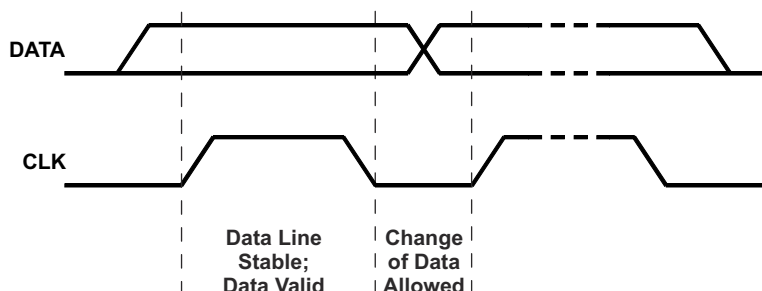 DATA
CLK
Data Line
Stable;
Data Valid
Change
of Data
Allowed